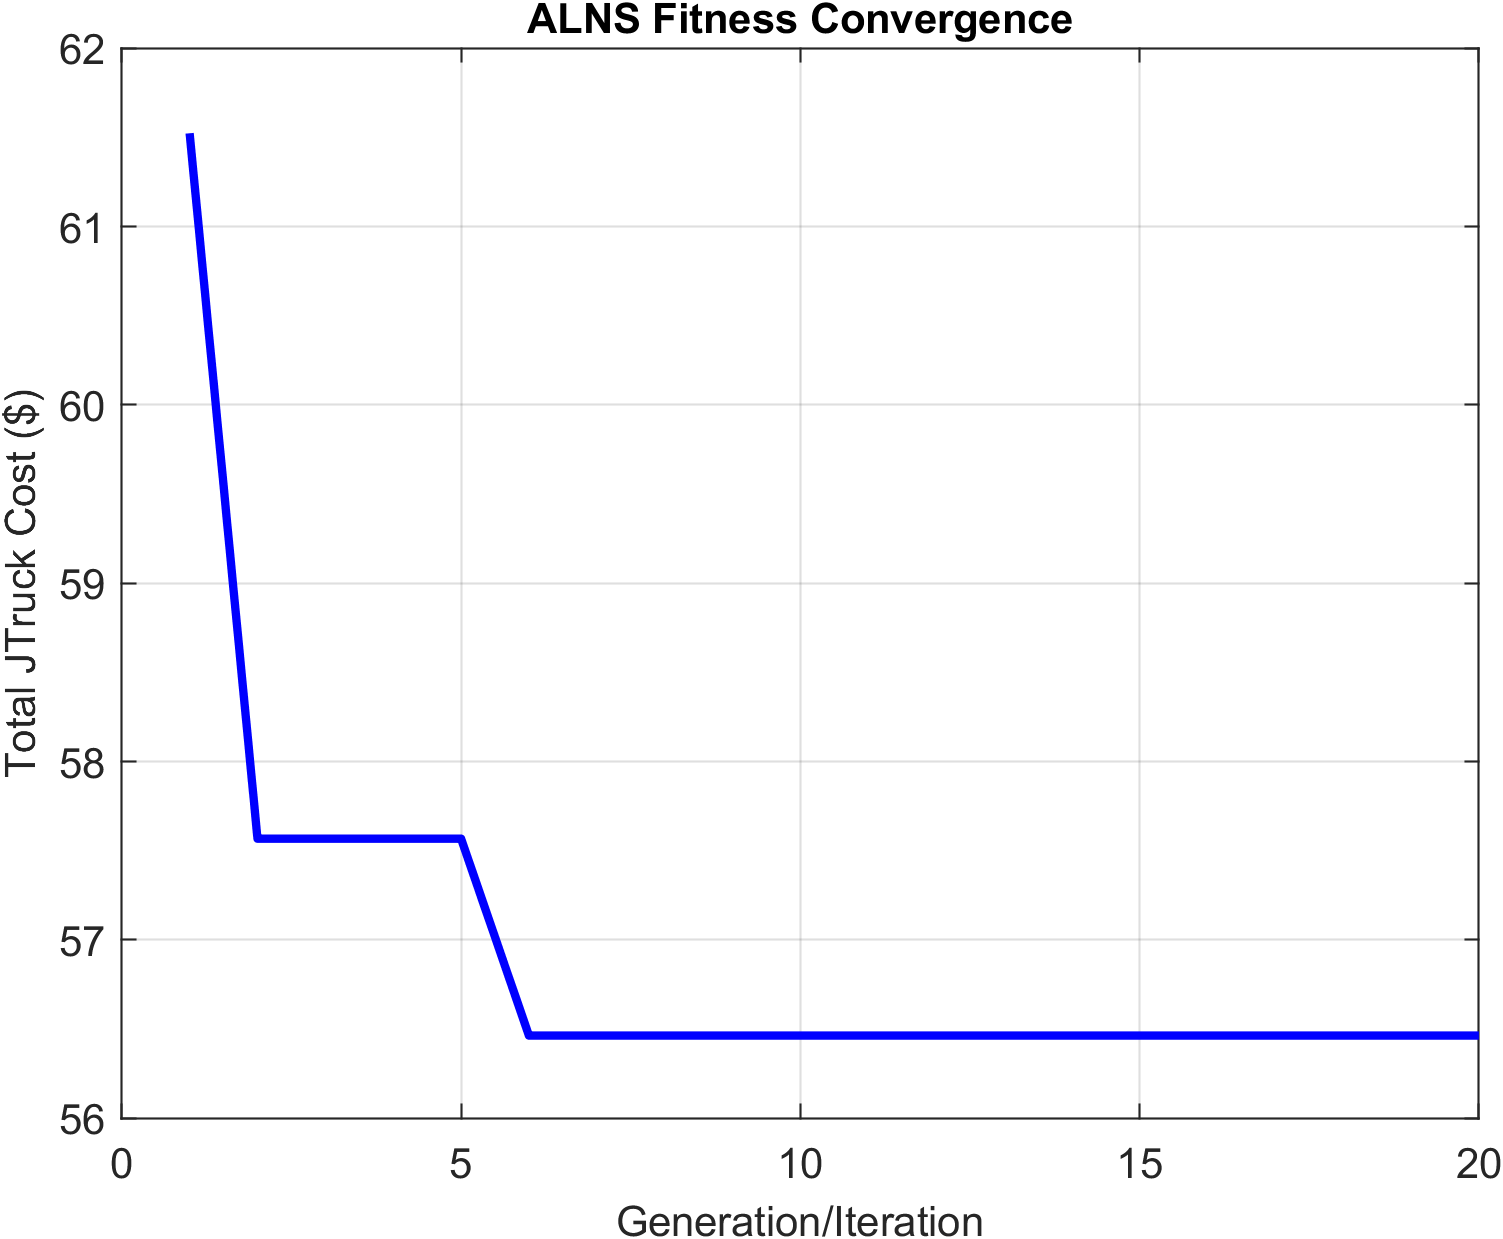 ALNS Fitness Convergence
62
61
60
59
58
57
56
Total JTruck Cost ($)
0 5 10 15 20
Generation/Iteration